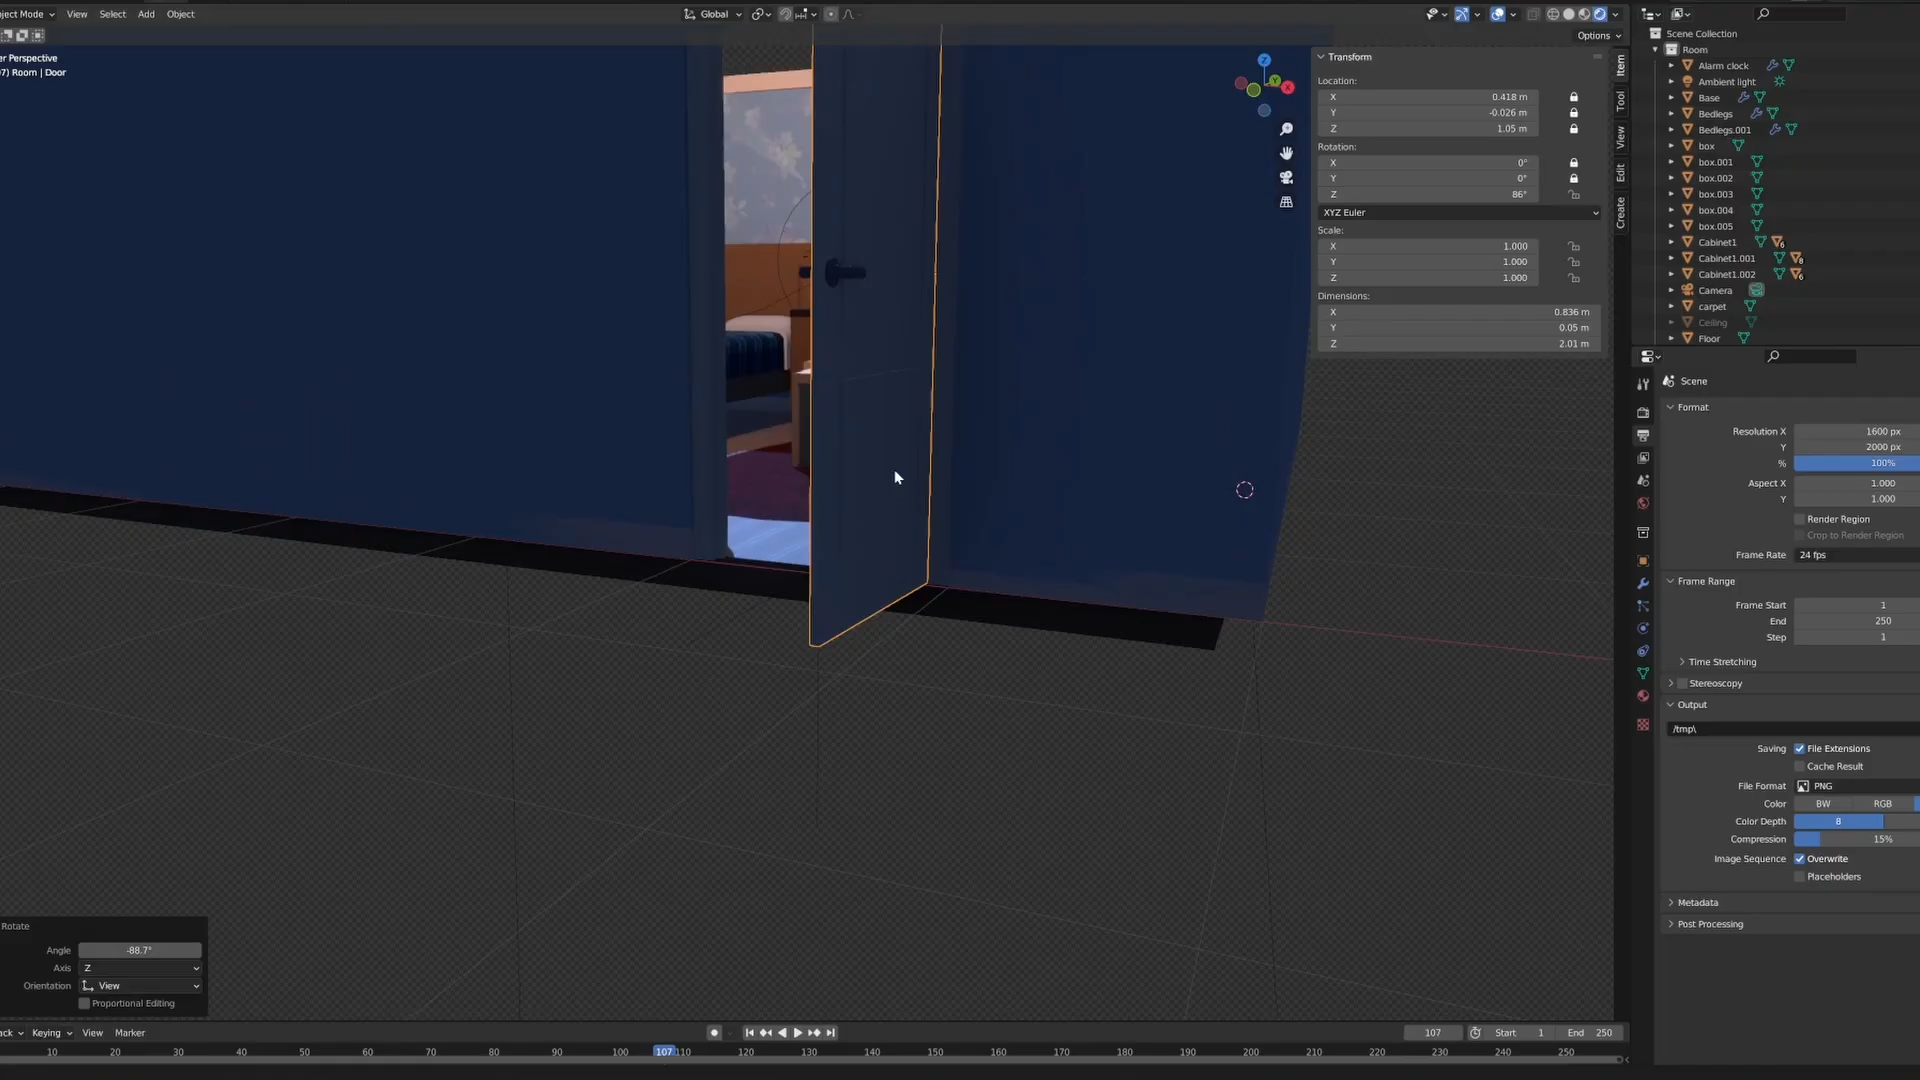 ject Mode View Select Add Object
Global
Options
er Perspective
7) Room | Door
Transform
Location:
X 0.418 m
Y -0.026 m
Z 1.05 m
Rotation:
X 0°
Y 0°
Z 86°
XYZ Euler
Scale:
X 1.000
Y 1.000
Z 1.000
Dimensions:
X 0.836 m
Y 0.05 m
Z 2.01 m
Z
Y
X
Item
Tool
View
Edit
Create
Scene Collection
Room
Alarm clock
Ambient light
Base
Bedlegs
Bedlegs.001
box
box.001
box.002
box.003
box.004
box.005
Cabinet1 6
Cabinet1.001 8
Cabinet1.002 6
Camera
carpet
Ceiling
Floor
Scene
Format
Resolution X 1600 px
Y 2000 px
% 100%
Aspect X 1.000
Y 1.000
Render Region
Crop to Render Region
Frame Rate 24 fps
Frame Range
Frame Start 1
End 250
Step 1
Time Stretching
Stereoscopy
Output
/tmp\
Saving File Extensions
Cache Result
File Format PNG
Color BW RGB
Color Depth 8
Compression 15%
Image Sequence Overwrite
Placeholders
Metadata
Post Processing
Rotate
Angle -88.7°
Axis Z
Orientation View
Proportional Editing
ack Keying View Marker
107 Start 1 End 250
10 20 30 40 50 60 70 80 90 100 107 110 120 130 140 150 160 170 180 190 200 210 220 230 240 250